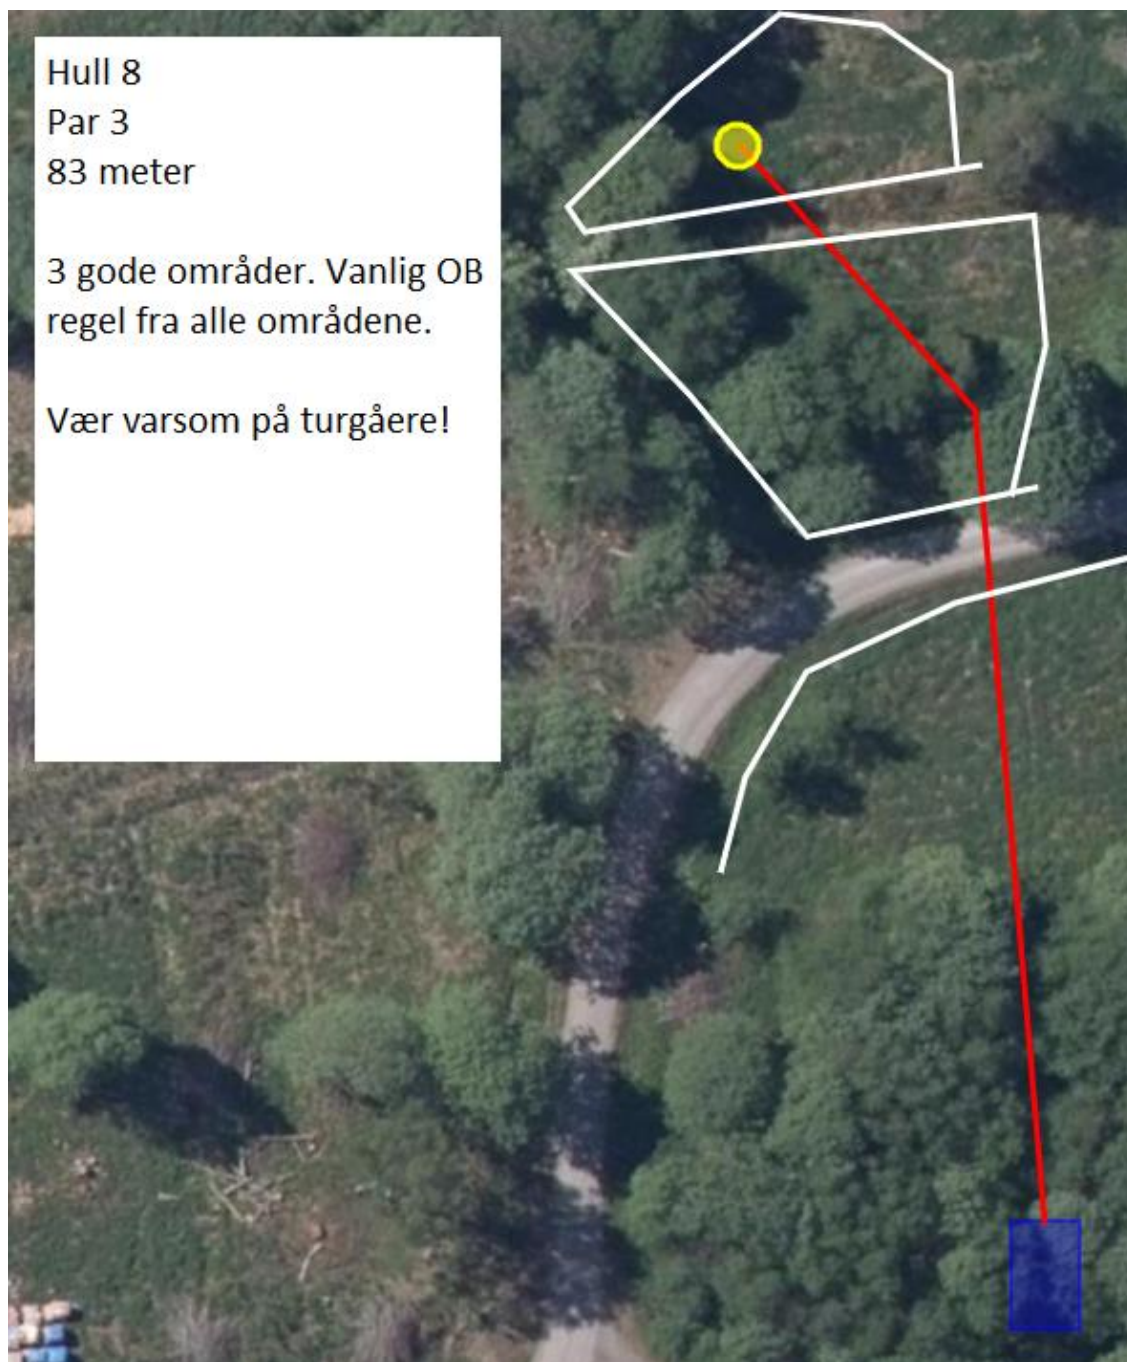 Hull 8
Par 3
83 meter
3 gode områder. Vanlig OB
regel fra alle områdene.
Vær varsom på turgåere!